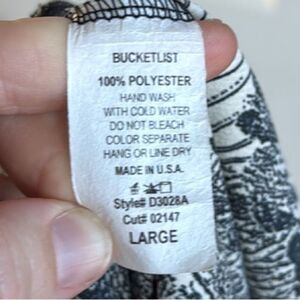 BUCKETLIST
100% POLYESTER
HAND WASH
WITH COLD WATER
DO NOT BLEACH
COLOR SEPARATE
HANG OR LINE DRY
MADE IN U.S.A.
Style# D3028A
Cut# 02147
LARGE